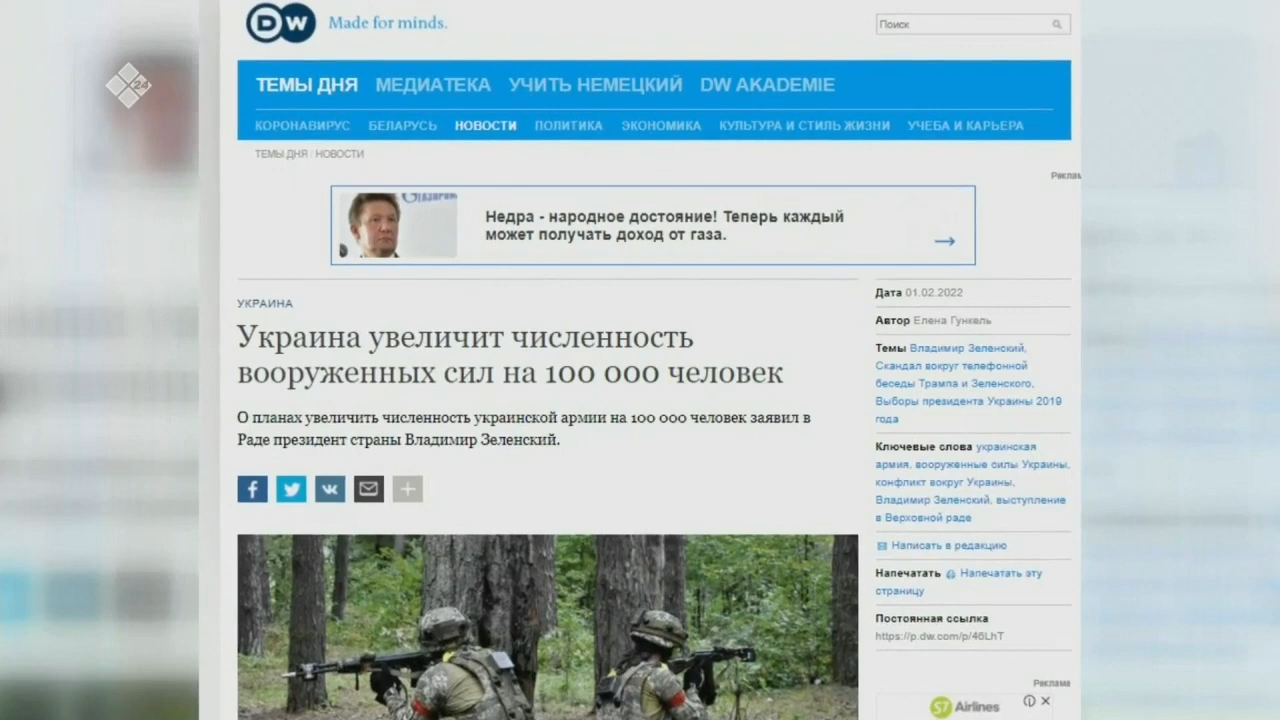 X24
DW Made for minds.
Поиск
ТЕМЫ ДНЯ МЕДИАТЕКА УЧИТЬ НЕМЕЦКИЙ DW AKADEMIE
КОРОНАВИРУС БЕЛАРУСЬ НОВОСТИ ПОЛИТИКА ЭКОНОМИКА КУЛЬТУРА И СТИЛЬ ЖИЗНИ УЧЕБА И КАРЬЕРА
ТЕМЫ ДНЯ / НОВОСТИ
Реклам
Недра - народное достояние! Теперь каждый
может получать доход от газа.
УКРАИНА
Украина увеличит численность
вооруженных сил на 100 000 человек
О планах увеличить численность украинской армии на 100 000 человек заявил в
Раде президент страны Владимир Зеленский.
Дата 01.02.2022
Автор Елена Гункель
Темы Владимир Зеленский,
Скандал вокруг телефонной
беседы Трампа и Зеленского,
Выборы президента Украины 2019
года
Ключевые слова украинская
армия, вооруженные силы Украины,
конфликт вокруг Украины,
Владимир Зеленский, выступление
в Верховной раде
Написать в редакцию
Напечатать Напечатать эту
страницу
Постоянная ссылка
https://p.dw.com/p/46LhT
Реклама
S7 Airlines